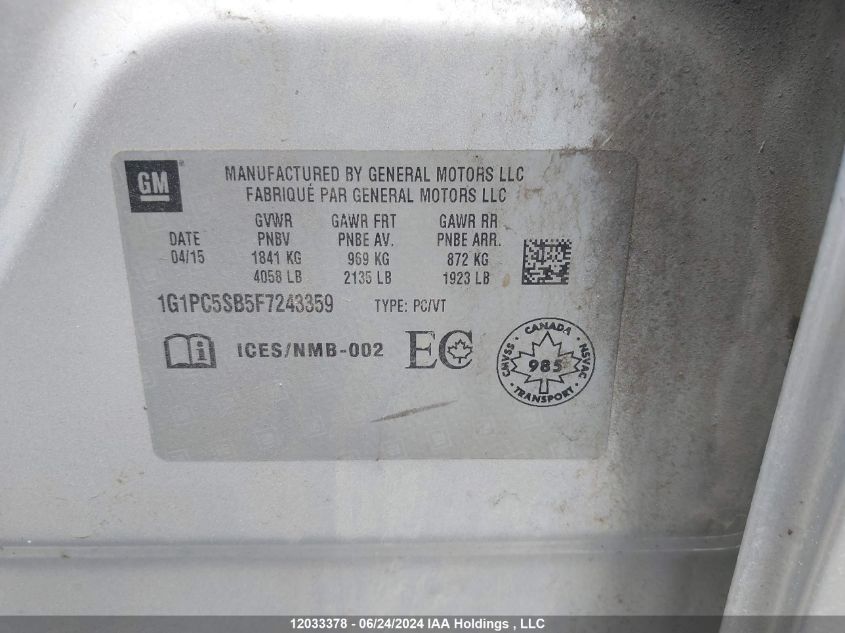 GM
MANUFACTURED BY GENERAL MOTORS LLC
FABRIQUÉ PAR GENERAL MOTORS LLC
GVWR GAWR FRT GAWR RR
DATE PNBV PNBE AV. PNBE ARR.
04/15 1841 KG 969 KG 872 KG
4058 LB 2135 LB 1923 LB
1G1PC5SB5F7243359 TYPE: PC/VT
i ICES/NMB-002 EC
CANADA
CMVSS 985 NSVAC
TRANSPORT
12033378 - 06/24/2024 IAA Holdings , LLC